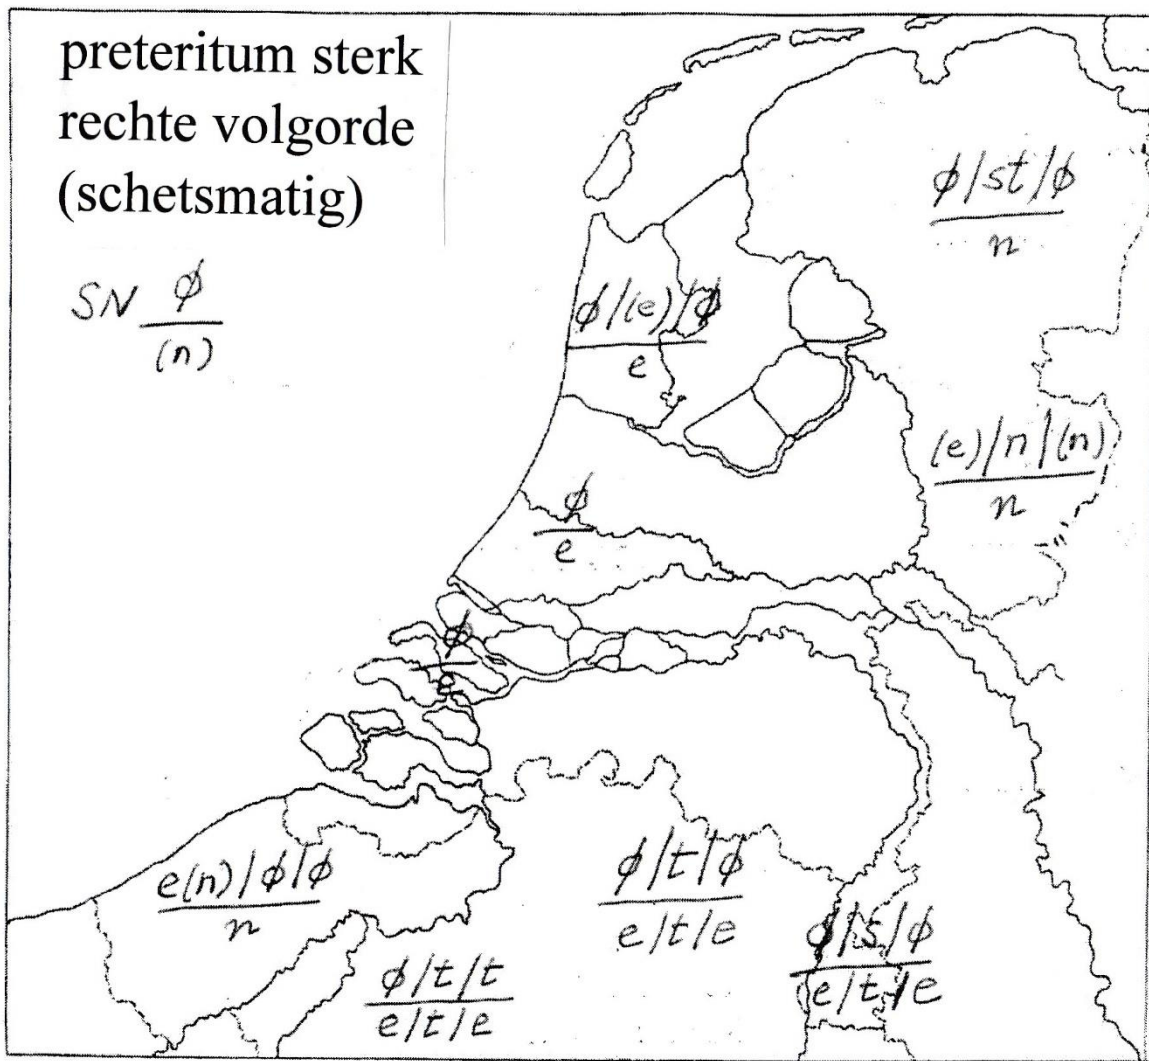 preteritum sterk
rechte volgorde
(schetsmatig)
ϕ/st/ϕ
n
SN ϕ
(n)
ϕ/(e)/ϕ
e
(e)/n/(n)
n
ϕ
e
ϕ
e
e(n)/ϕ/ϕ
n
ϕ/t/ϕ
e/t/e
ϕ/s/ϕ
e/t/e
ϕ/t/t
e/t/e